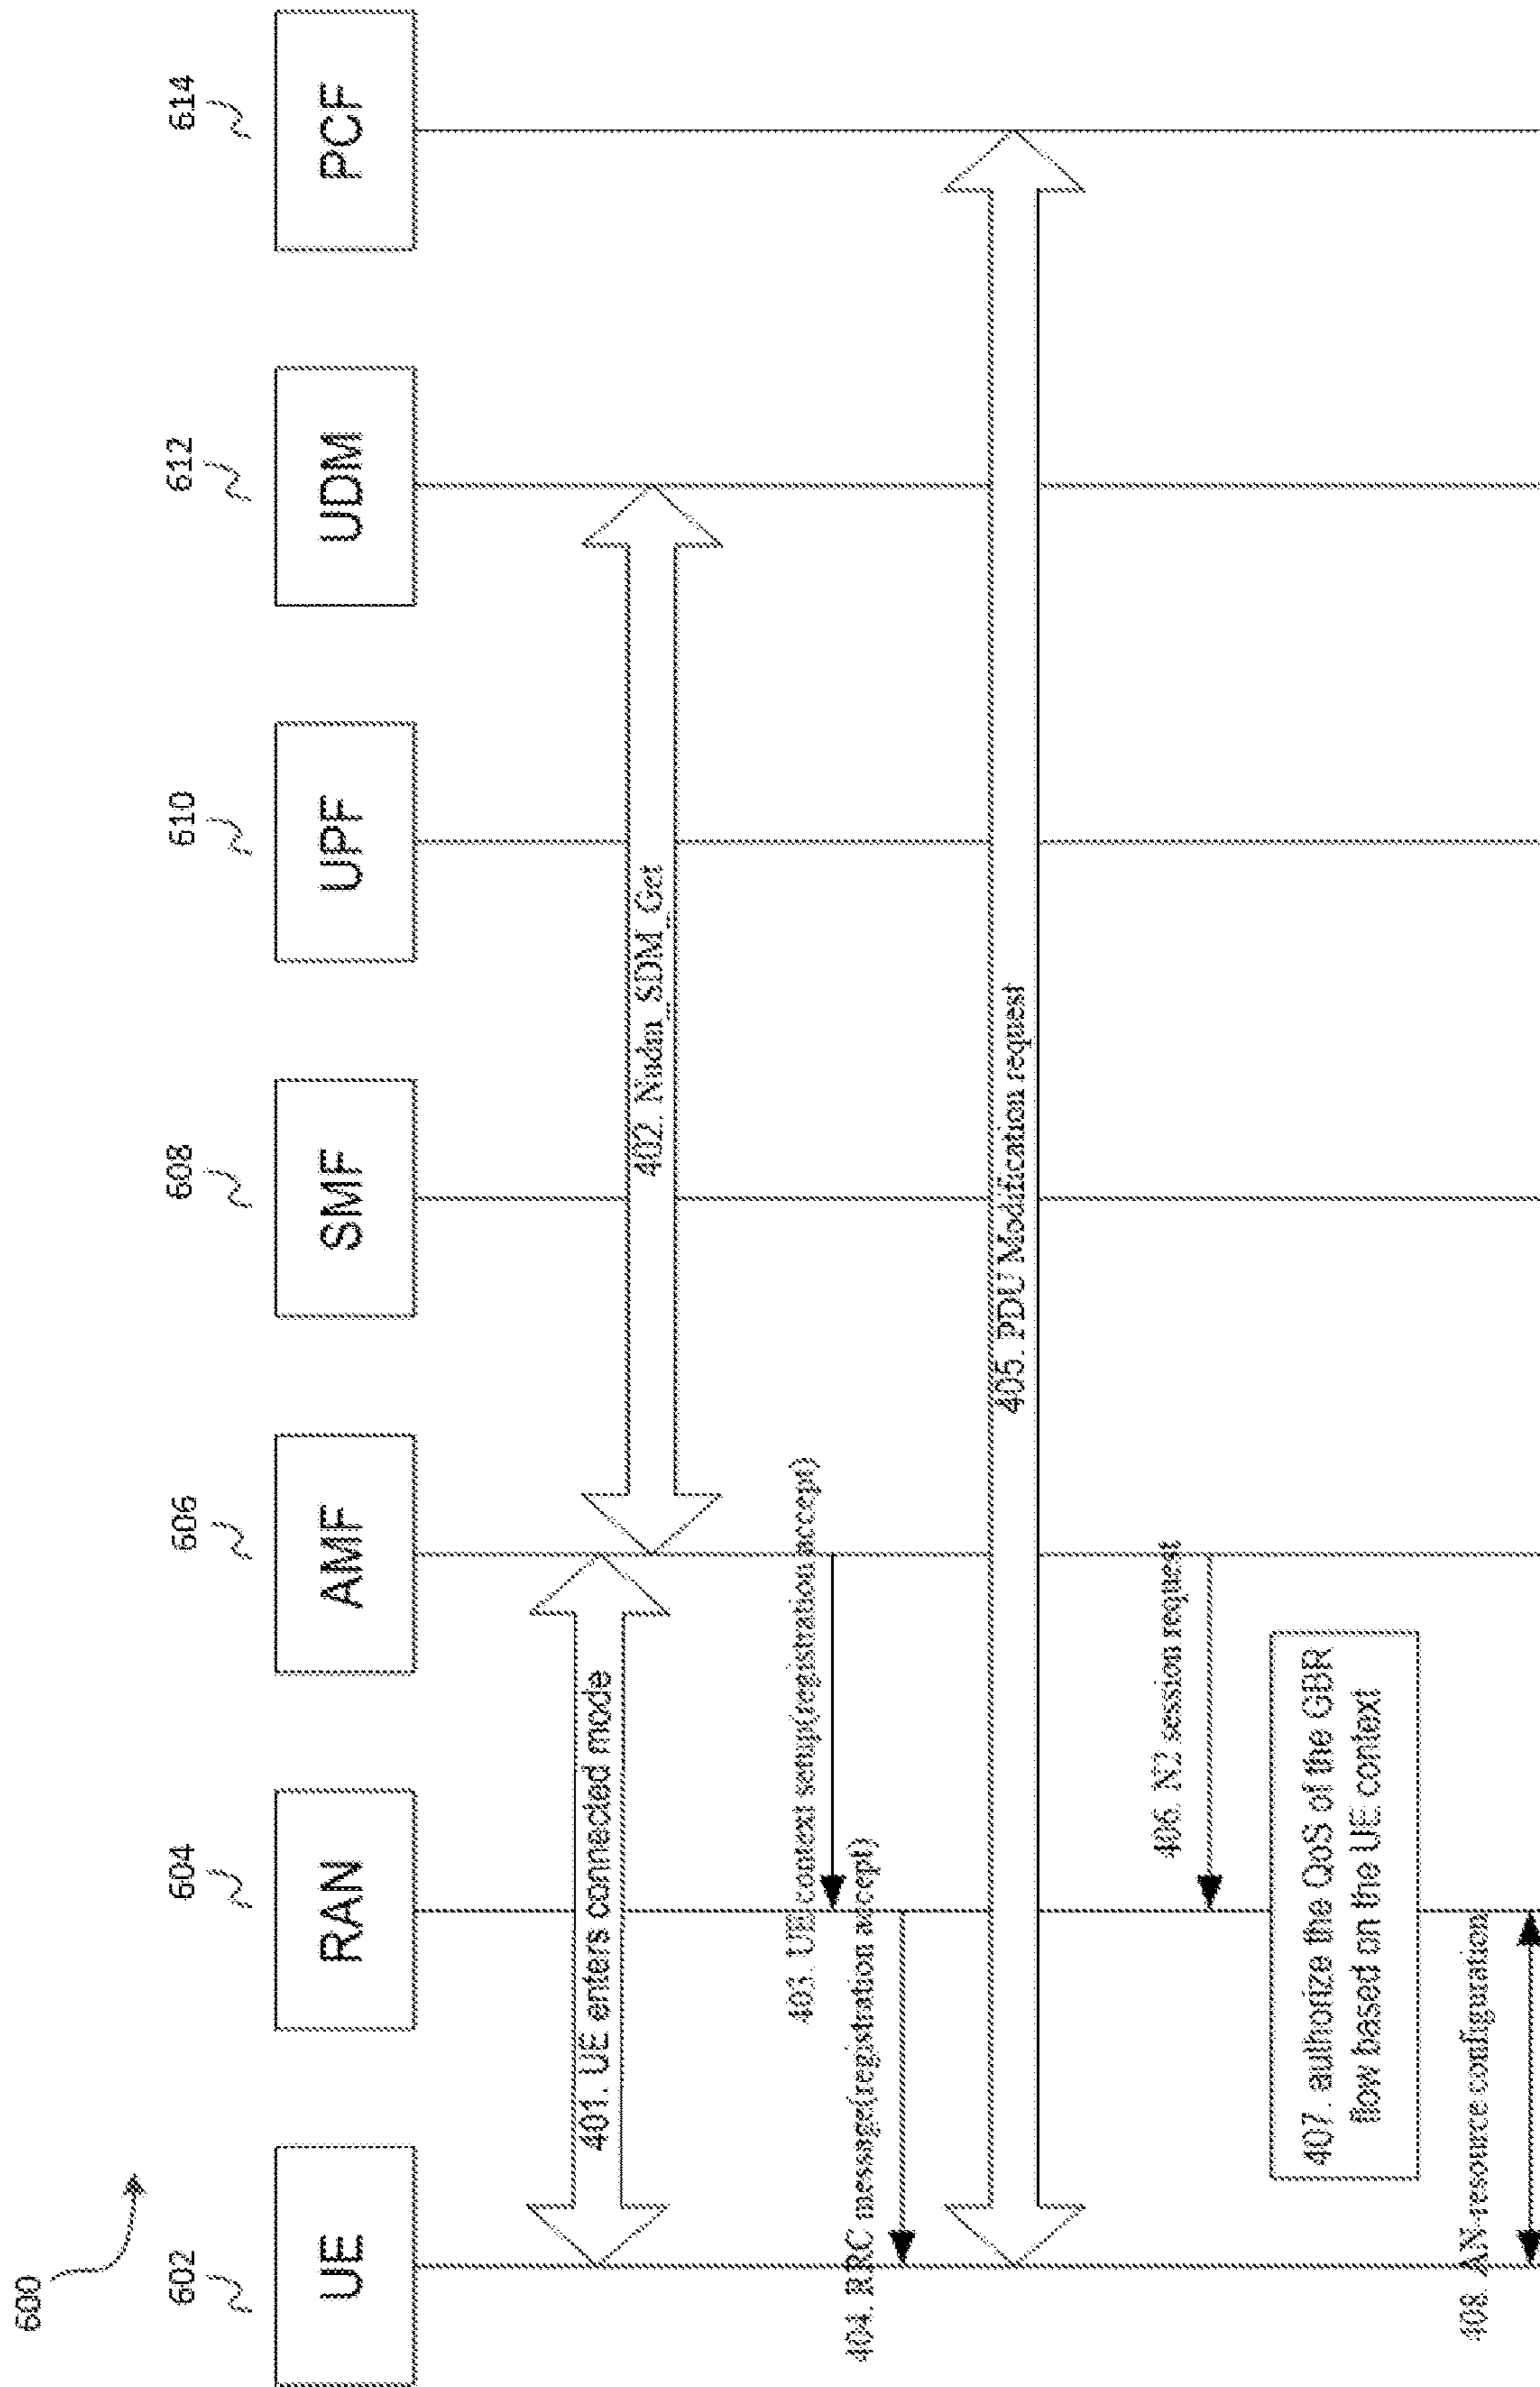 600
602
604
606
608
610
612
614
UE
RAN
AMF
SMF
UPF
UDM
PCF
401. UE enters connected mode
402. Nudm_SDM_Get
403. UE context setup(registration accept)
404. RRC message(registration accept)
405. PDU Modification request
406. N2 session request
407. authorize the QoS of the GBR
flow based on the UE context
408. AN-resource configuration